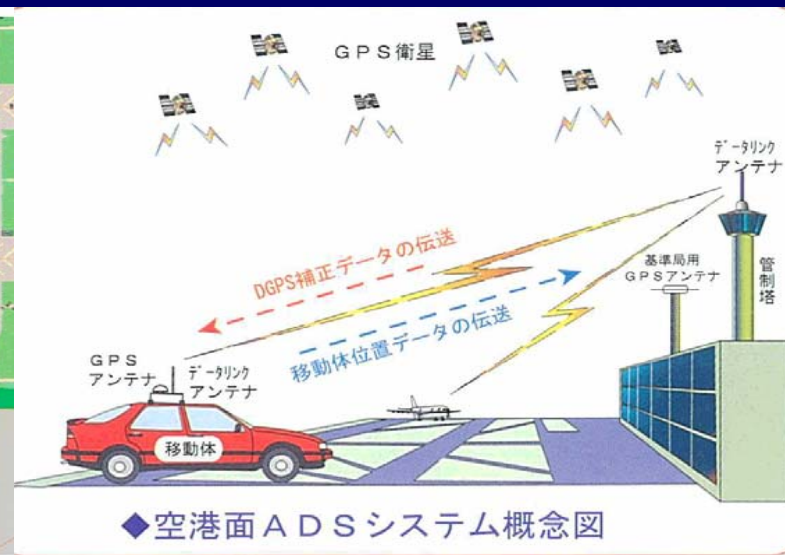 GPS衛星
データリンク
アンテナ
DGPS補正データの伝送
基準局用
GPSアンテナ
管制塔
移動体位置データの伝送
GPS
アンテナ
データリンク
アンテナ
移動体
◆空港面ADSシステム概念図